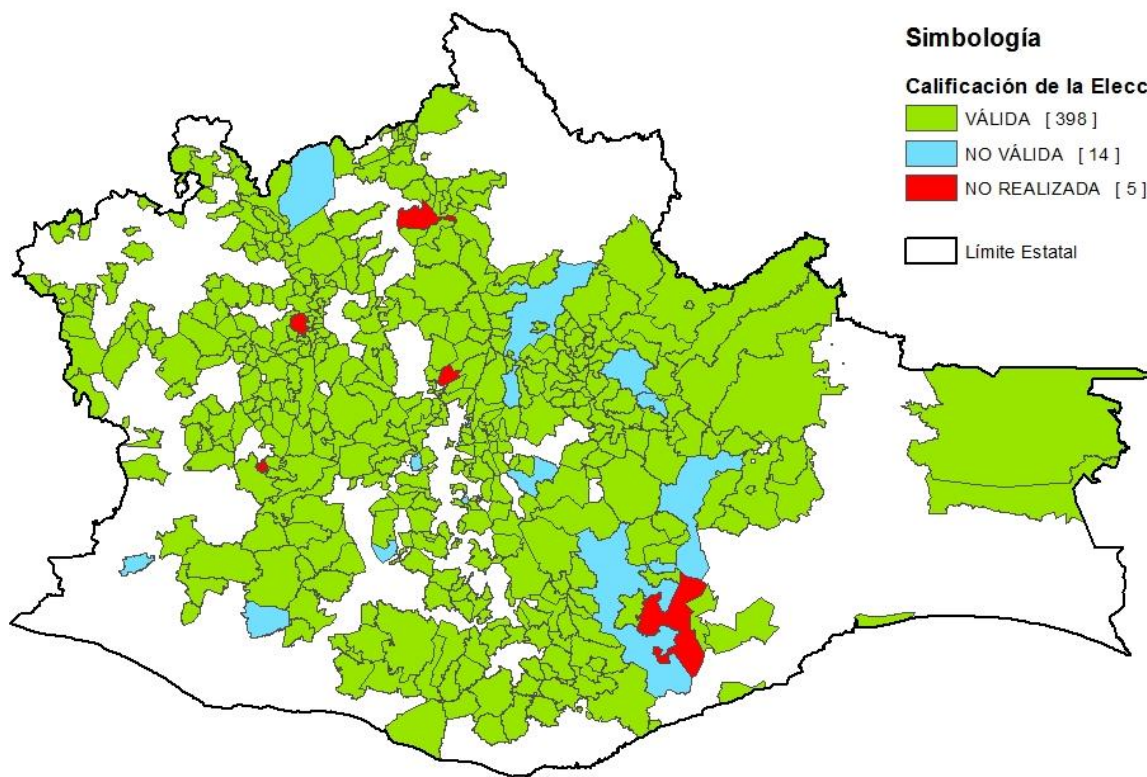 Simbología
Calificación de la Elecc
VÁLIDA [ 398 ]
NO VÁLIDA [ 14 ]
NO REALIZADA [ 5 ]
Límite Estatal